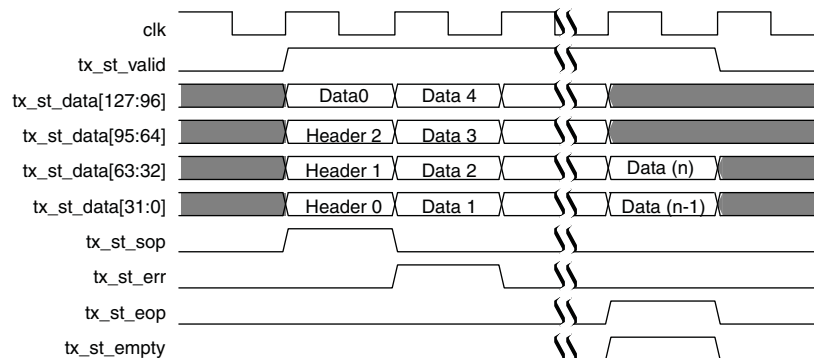 clk
tx_st_valid
tx_st_data[127:96] Data0 Data 4
tx_st_data[95:64] Header 2 Data 3
tx_st_data[63:32] Header 1 Data 2 Data (n)
tx_st_data[31:0] Header 0 Data 1 Data (n-1)
tx_st_sop
tx_st_err
tx_st_eop
tx_st_empty